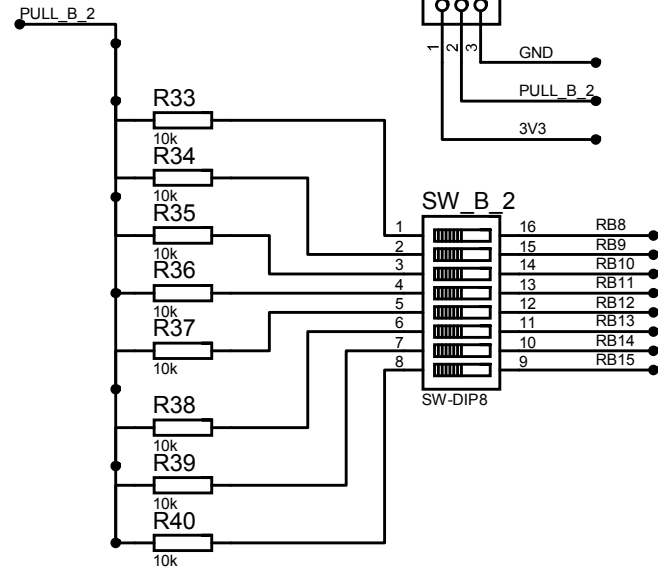 PULL_B_2
1
2
3
GND
PULL_B_2
3V3
R33
10k
R34
10k
R35
10k
R36
10k
R37
10k
R38
10k
R39
10k
R40
10k
SW_B_2
1 16 RB8
2 15 RB9
3 14 RB10
4 13 RB11
5 12 RB12
6 11 RB13
7 10 RB14
8 9 RB15
SW-DIP8